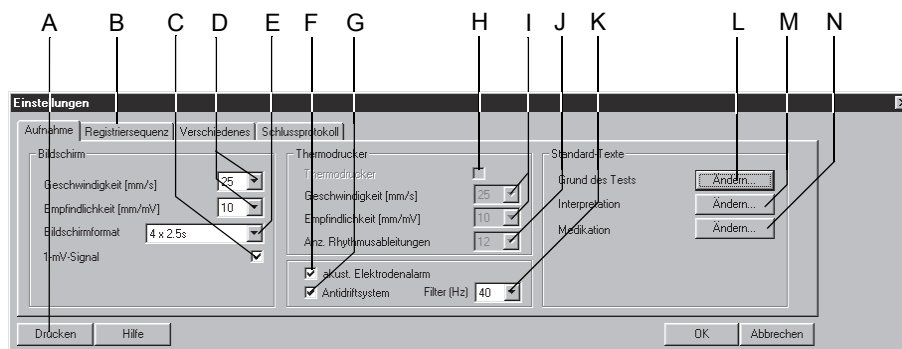 A B C D E F G H I J K L M N
Einstellungen
Aufnahme Registriersequenz Verschiedenes Schlussprotokoll
Bildschirm
Geschwindigkeit [mm/s] 25
Empfindlichkeit [mm/mV] 10
Bildschirmformat 4 x 2.5s
1-mV-Signal
Thermodrucker
Thermodrucker
Geschwindigkeit [mm/s] 25
Empfindlichkeit [mm/mV] 10
Anz. Rhythmusableitungen 12
akust. Elektrodenalarm
Antidriftsystem Filter (Hz) 40
Standard-Texte
Grund des Tests Ändern...
Interpretation Ändern...
Medikation Ändern...
Drucken Hilfe OK Abbrechen